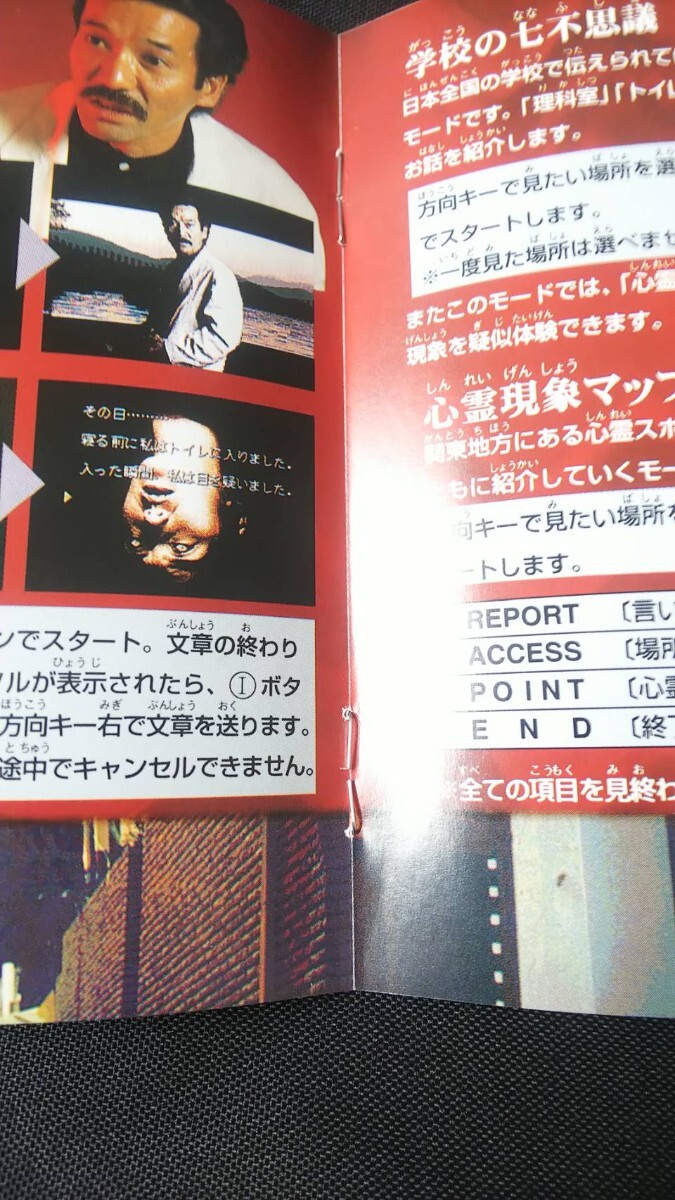 その日…………
寝る前に私はトイレに入りました.
入った瞬間、私は目を疑いました.
ンでスタート。文章の終わり
ルが表示されたら、Ⓘボタ
方向キー右で文章を送ります。
途中でキャンセルできません。
学校の七不思議
日本全国の学校で伝えられて
モードです。「理科室」「トイレ
お話を紹介します。
方向キーで見たい場所を選
でスタートします。
※一度見た場所は選べませ
またこのモードでは、「心霊
現象を疑似体験できます。
心霊現象マップ
関東地方にある心霊スポ
もに紹介していくモー
向キーで見たい場所を
ートします。
REPORT 〔言い
ACCESS 〔場所
POINT 〔心霊
END 〔終了
※全ての項目を見終わ